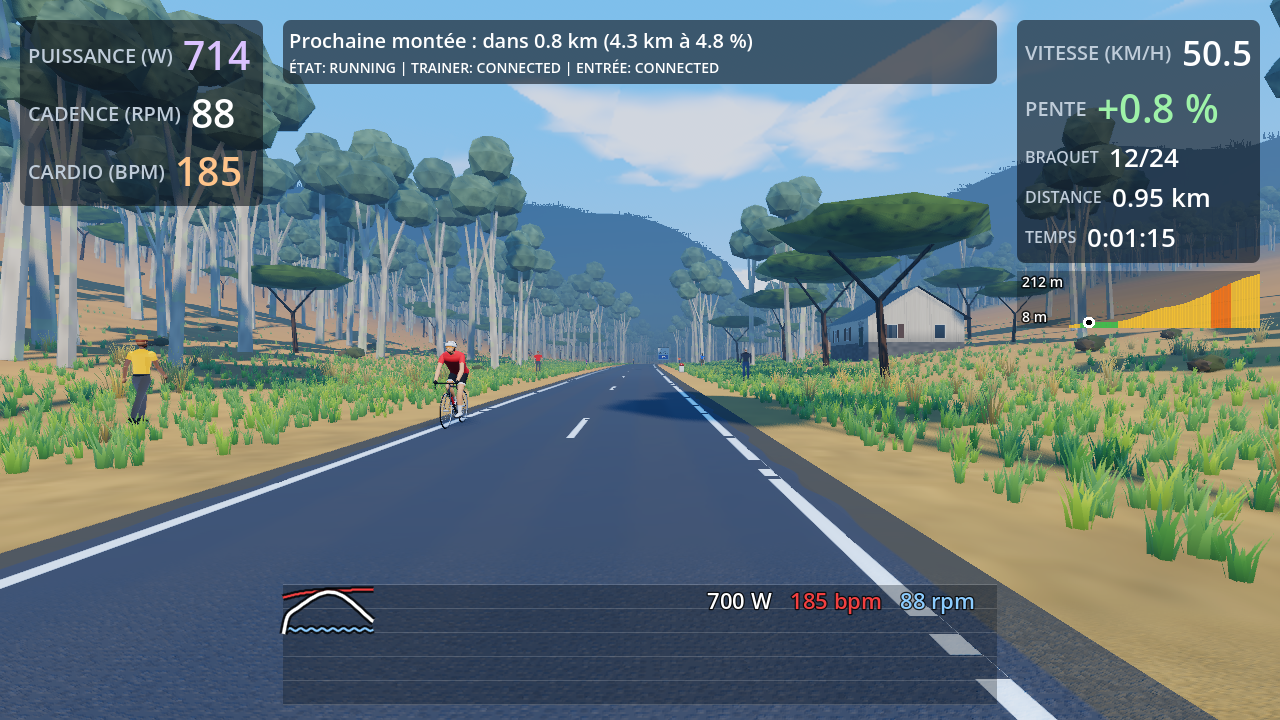 PUISSANCE (W) 714
CADENCE (RPM) 88
CARDIO (BPM) 185
Prochaine montée : dans 0.8 km (4.3 km à 4.8 %)
ÉTAT: RUNNING | TRAINER: CONNECTED | ENTRÉE: CONNECTED
VITESSE (KM/H) 50.5
PENTE +0.8 %
BRAQUET 12/24
DISTANCE 0.95 km
TEMPS 0:01:15
212 m
8 m
700 W 185 bpm 88 rpm